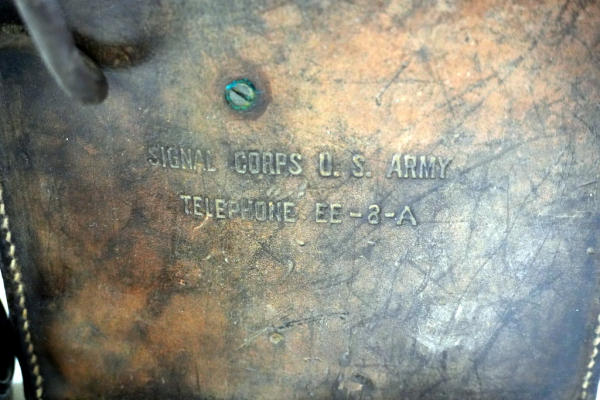 SIGNAL CORPS U. S. ARMY
TELEPHONE EE-8-A